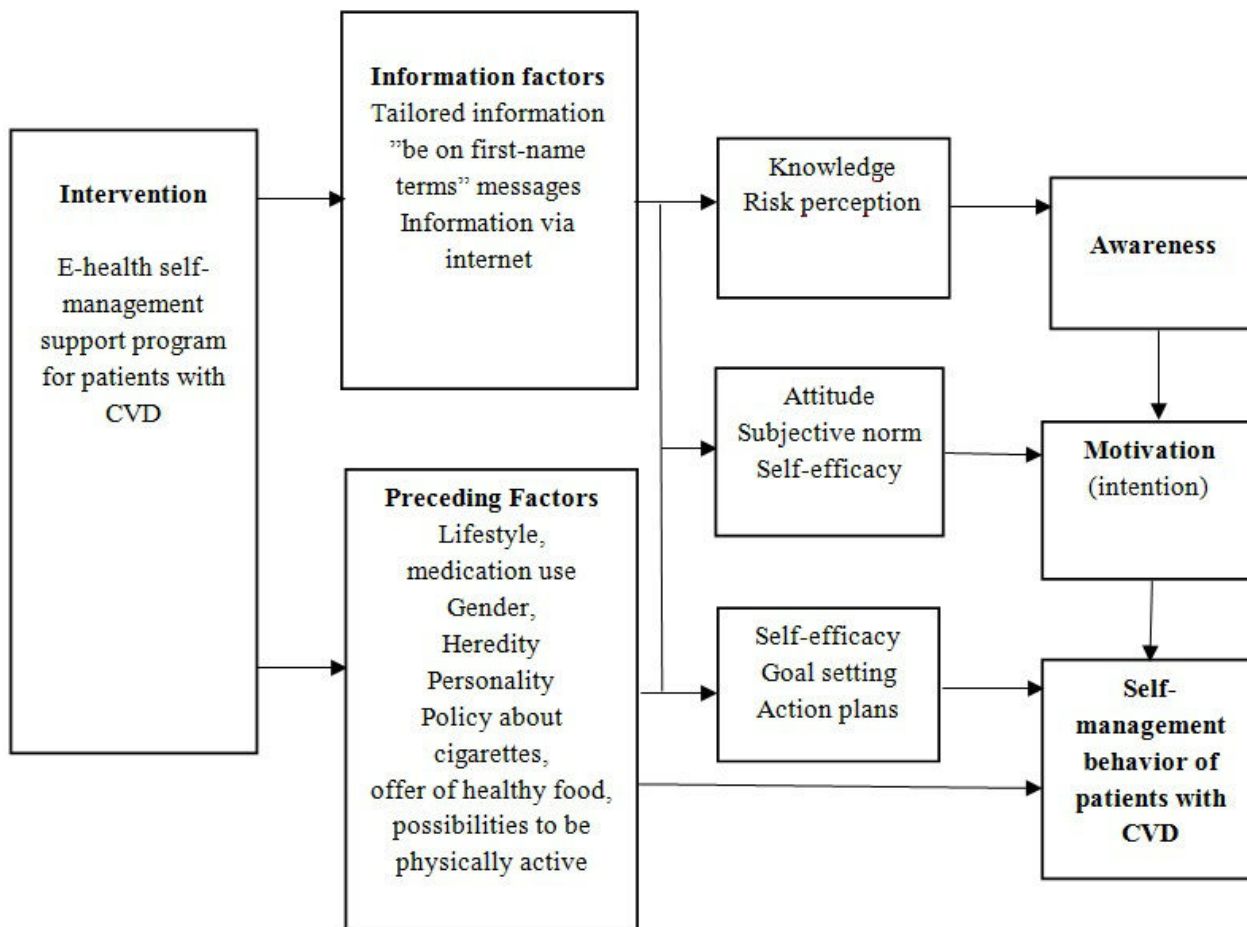 Intervention
E-health self-
management
support program
for patients with
CVD
Information factors
Tailored information
”be on first-name
terms” messages
Information via
internet
Preceding Factors
Lifestyle,
medication use
Gender,
Heredity
Personality
Policy about
cigarettes,
offer of healthy food,
possibilities to be
physically active
Knowledge
Risk perception
Attitude
Subjective norm
Self-efficacy
Self-efficacy
Goal setting
Action plans
Awareness
Motivation
(intention)
Self-
management
behavior of
patients with
CVD